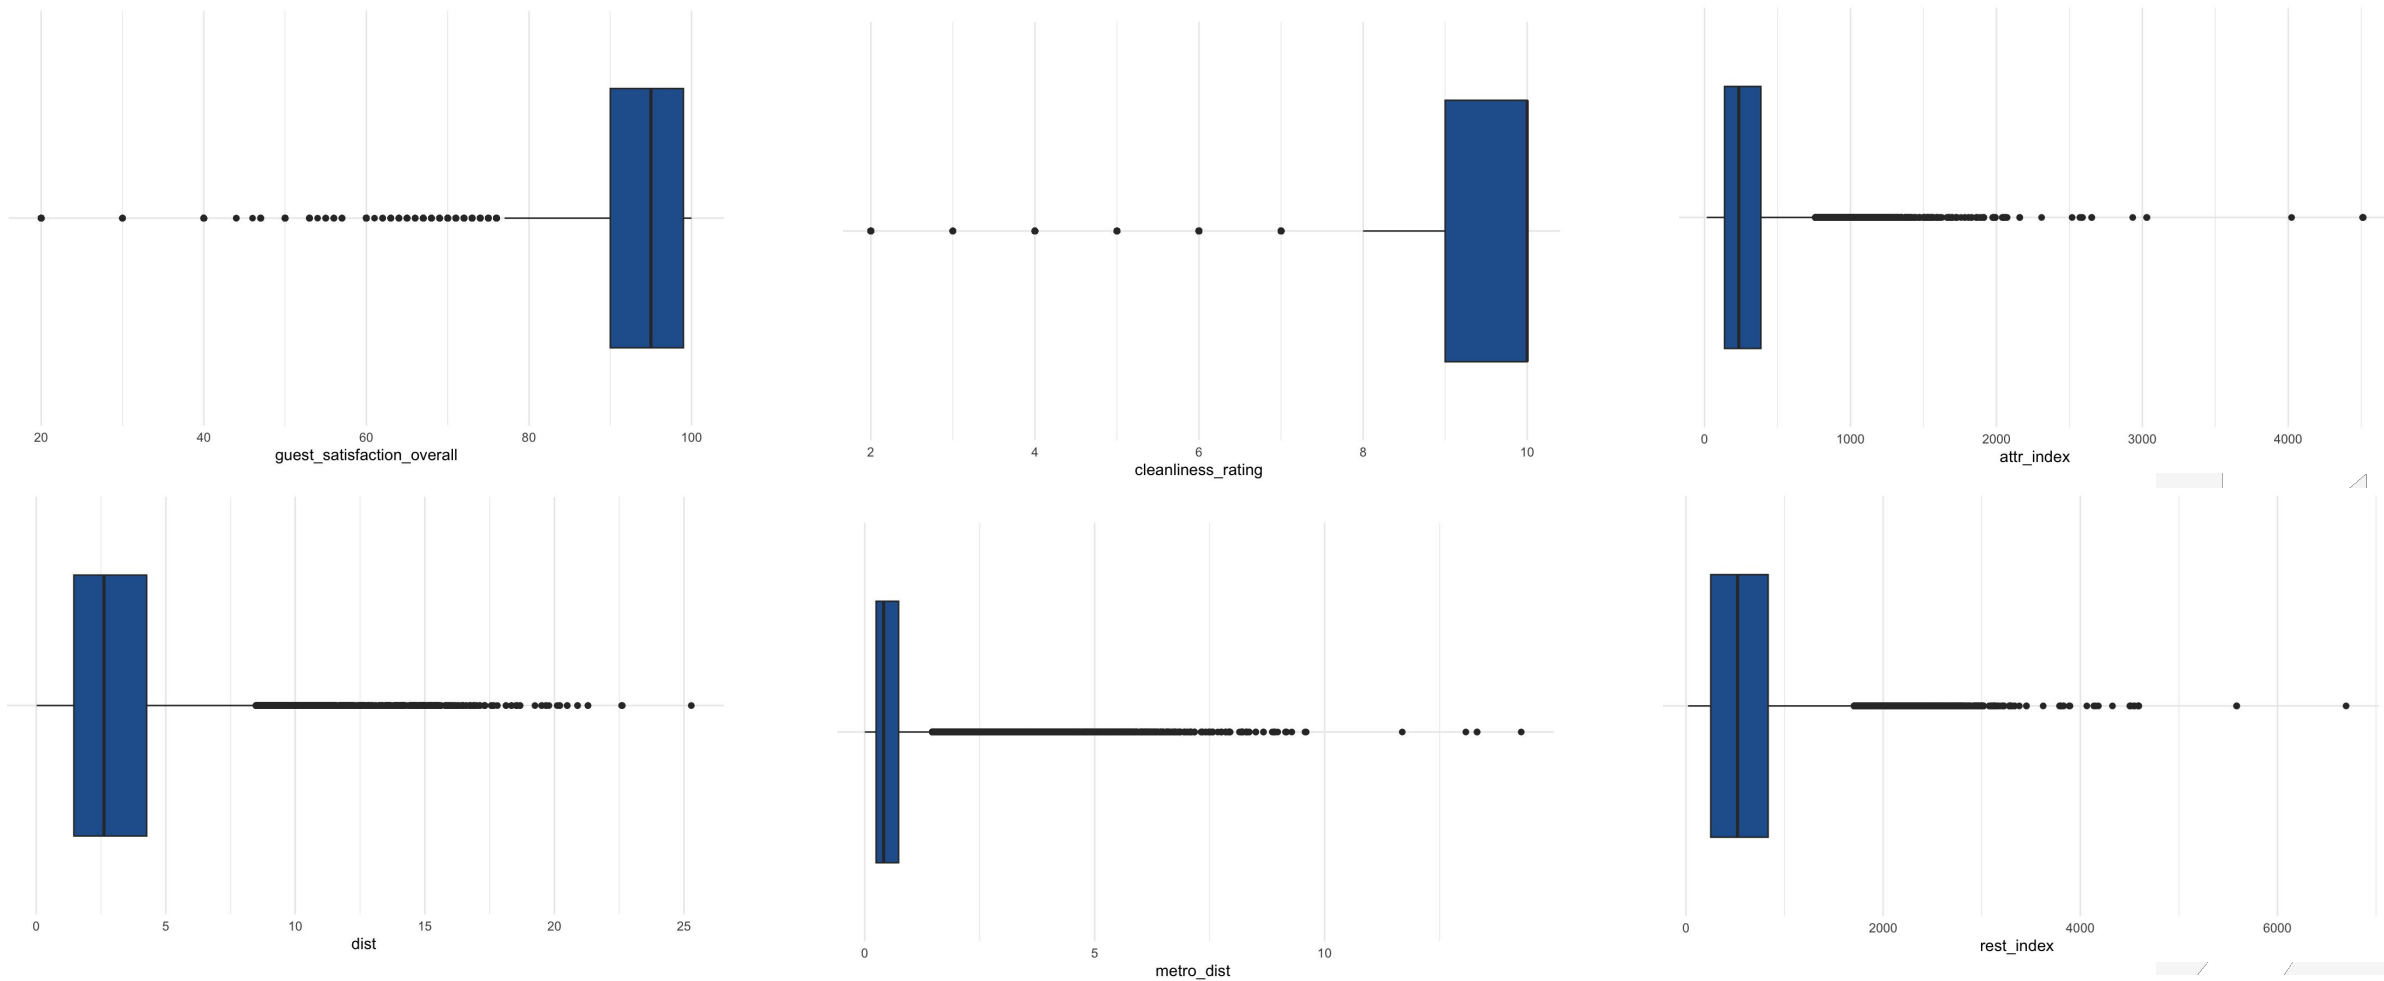 20 40 60 80 100
guest_satisfaction_overall
2 4 6 8 10
cleanliness_rating
0 1000 2000 3000 4000
attr_index
0 5 10 15 20 25
dist
0 5 10
metro_dist
0 2000 4000 6000
rest_index